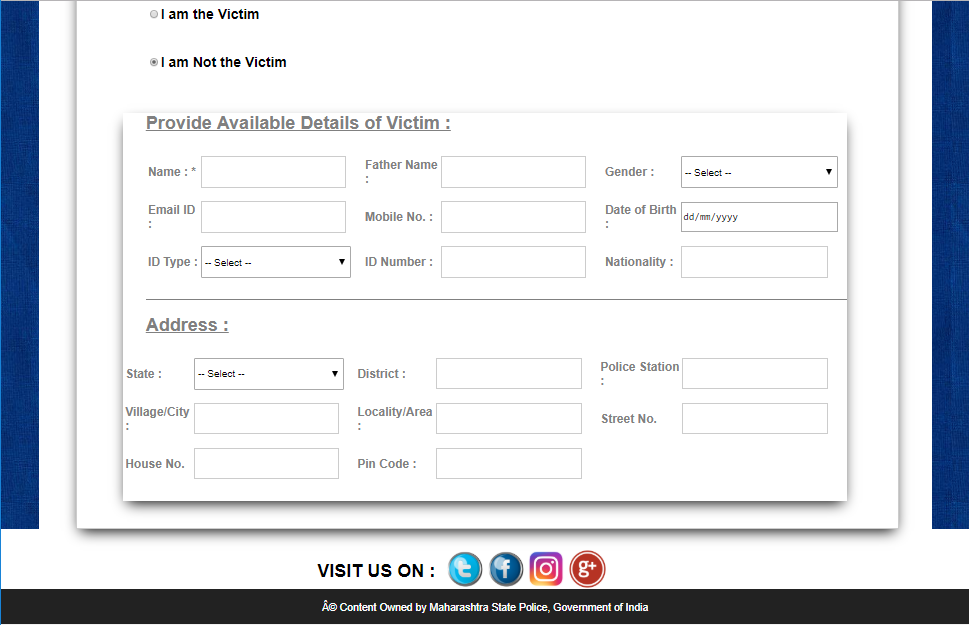 I am the Victim
I am Not the Victim
Provide Available Details of Victim :
Name : *
Father Name :
Gender : -- Select --
Email ID :
Mobile No. :
Date of Birth : dd/mm/yyyy
ID Type : -- Select --
ID Number :
Nationality :
Address :
State : -- Select --
District :
Police Station :
Village/City :
Locality/Area :
Street No.
House No.
Pin Code :
VISIT US ON :
Â© Content Owned by Maharashtra State Police, Government of India